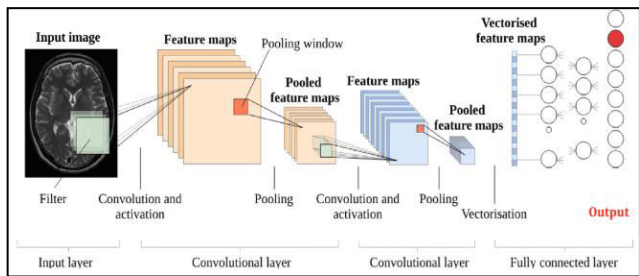 Input image
Feature maps
Pooling window
Pooled
feature maps
Feature maps
Pooled
feature maps
Vectorised
feature maps
Filter
Convolution and
activation
Pooling
Convolution and
activation
Pooling
Vectorisation
Output
Input layer
Convolutional layer
Convolutional layer
Fully connected layer